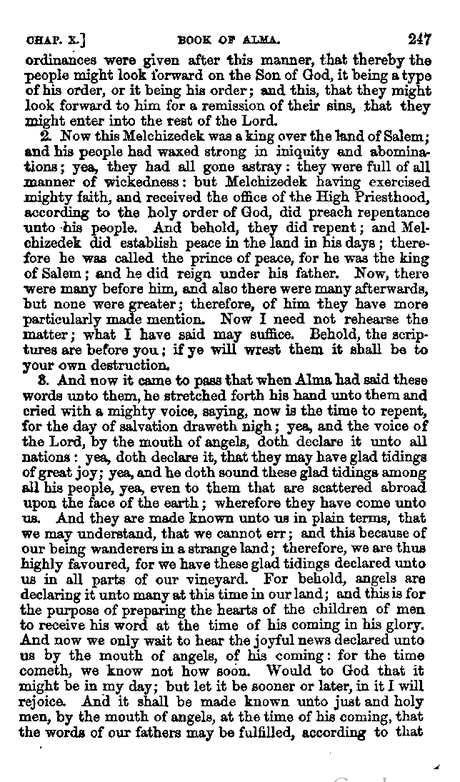 CHAP. X.] BOOK OF ALMA. 247
ordinances were given after this manner, that thereby the
people might look forward on the Son of God, it being a type
of his order, or it being his order; and this, that they might
look forward to him for a remission of their sins, that they
might enter into the rest of the Lord.
2. Now this Melchizedek was a king over the land of Salem;
and his people had waxed strong in iniquity and abomina-
tions; yea, they had all gone astray: they were full of all
manner of wickedness: but Melchizedek having exercised
mighty faith, and received the office of the High Priesthood,
according to the holy order of God, did preach repentance
unto his people. And behold, they did repent; and Mel-
chizedek did establish peace in the land in his days; there-
fore he was called the prince of peace, for he was the king
of Salem; and he did reign under his father. Now, there
were many before him, and also there were many afterwards,
but none were greater; therefore, of him they have more
particularly made mention. Now I need not rehearse the
matter; what I have said may suffice. Behold, the scrip-
tures are before you; if ye will wrest them it shall be to
your own destruction.
3. And now it came to pass that when Alma had said these
words unto them, he stretched forth his hand unto them and
cried with a mighty voice, saying, now is the time to repent,
for the day of salvation draweth nigh; yea, and the voice of
the Lord, by the mouth of angels, doth declare it unto all
nations: yea, doth declare it, that they may have glad tidings
of great joy; yea, and he doth sound these glad tidings among
all his people, yea, even to them that are scattered abroad
upon the face of the earth; wherefore they have come unto
us. And they are made known unto us in plain terms, that
we may understand, that we cannot err; and this because of
our being wanderers in a strange land; therefore, we are thus
highly favoured, for we have these glad tidings declared unto
us in all parts of our vineyard. For behold, angels are
declaring it unto many at this time in our land; and this is for
the purpose of preparing the hearts of the children of men
to receive his word at the time of his coming in his glory.
And now we only wait to hear the joyful news declared unto
us by the mouth of angels, of his coming: for the time
cometh, we know not how soon. Would to God that it
might be in my day; but let it be sooner or later, in it I will
rejoice. And it shall be made known unto just and holy
men, by the mouth of angels, at the time of his coming, that
the words of our fathers may be fulfilled, according to that